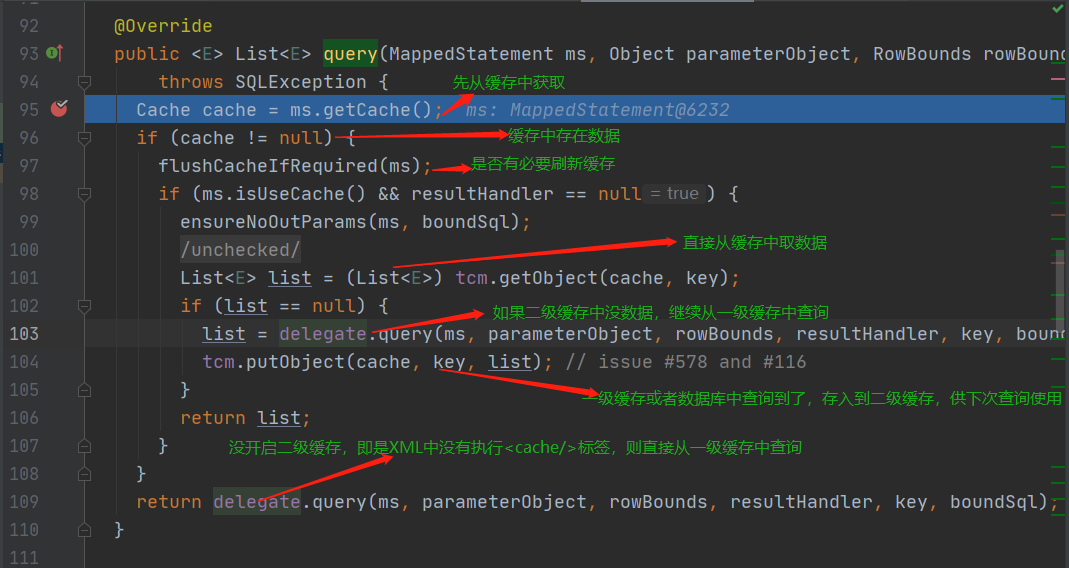 92 @Override
93 public <E> List<E> query(MappedStatement ms, Object parameterObject, RowBounds rowBoun
94 throws SQLException { 先从缓存中获取
95 Cache cache = ms.getCache(); ms: MappedStatement@6232
96 if (cache != null) { 缓存中存在数据
97 flushCacheIfRequired(ms); 是否有必要刷新缓存
98 if (ms.isUseCache() && resultHandler == null = true ) {
99 ensureNoOutParams(ms, boundSql);
100 /unchecked/ 直接从缓存中取数据
101 List<E> list = (List<E>) tcm.getObject(cache, key);
102 if (list == null) { 如果二级缓存中没数据，继续从一级缓存中查询
103 list = delegate.query(ms, parameterObject, rowBounds, resultHandler, key, boun
104 tcm.putObject(cache, key, list); // issue #578 and #116
105 } 一级缓存或者数据库中查询到了，存入到二级缓存，供下次查询使用
106 return list;
107 } 没开启二级缓存，即是XML中没有执行<cache/>标签，则直接从一级缓存中查询
108 }
109 return delegate.query(ms, parameterObject, rowBounds, resultHandler, key, boundSql);
110 }
111